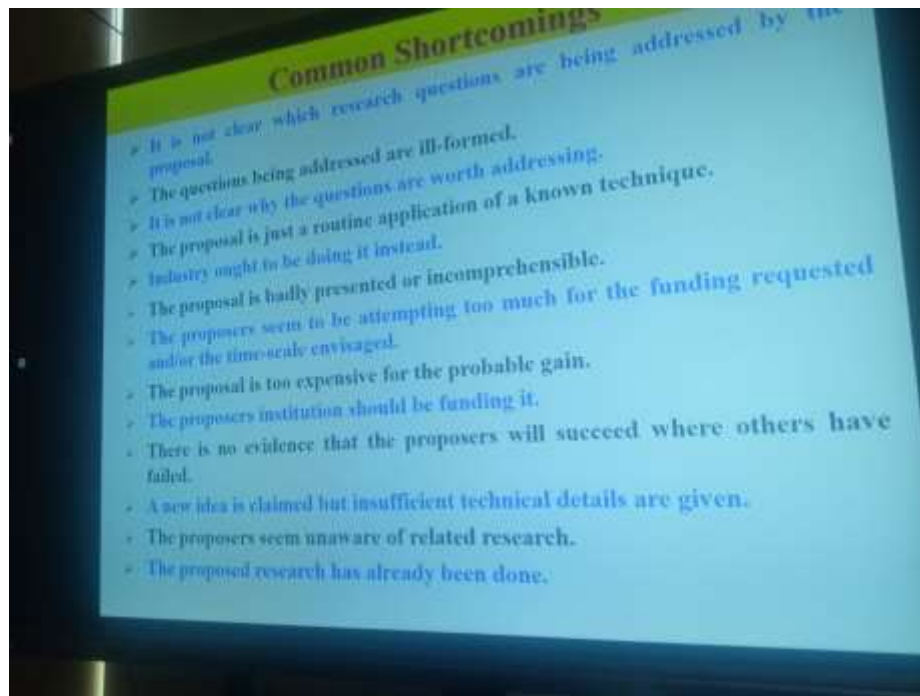 Common Shortcomings
It is not clear which research questions are being addressed by the
proposal.
The questions being addressed are ill-formed.
It is not clear why the questions are worth addressing.
The proposal is just a routine application of a known technique.
Industry ought to be doing it instead.
The proposal is badly presented or incomprehensible.
The proposers seem to be attempting too much for the funding requested
and/or the time-scale envisaged.
The proposal is too expensive for the probable gain.
The proposers institution should be funding it.
There is no evidence that the proposers will succeed where others have
failed.
A new idea is claimed but insufficient technical details are given.
The proposers seem unaware of related research.
The proposed research has already been done.